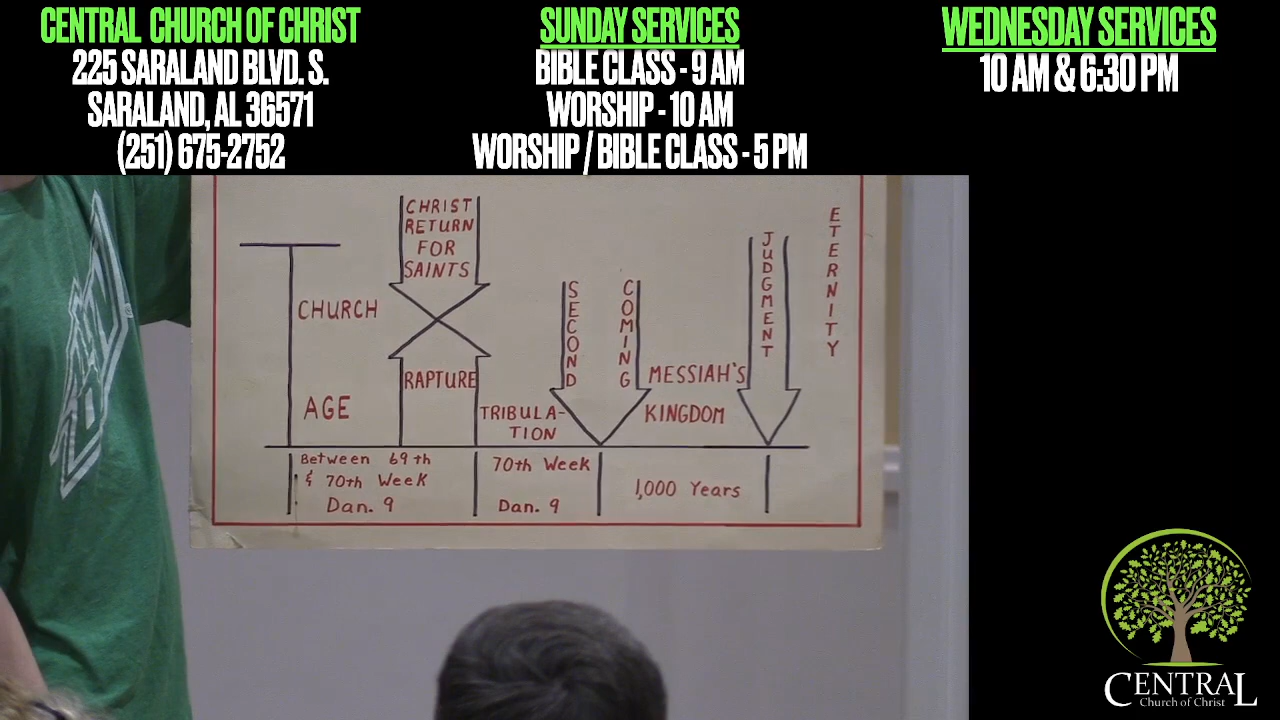 CENTRAL CHURCH OF CHRIST
225 SARALAND BLVD. S.
SARALAND, AL 36571
(251) 675-2752
SUNDAY SERVICES
BIBLE CLASS - 9 AM
WORSHIP - 10 AM
WORSHIP / BIBLE CLASS - 5 PM
WEDNESDAY SERVICES
10 AM & 6:30 PM
CHRIST
RETURN
FOR
SAINTS
CHURCH
AGE
RAPTURE
TRIBULA-
TION
SECOND
COMING
MESSIAH'S
KINGDOM
JUDGMENT
ETERNITY
Between 69th
& 70th Week
Dan. 9
70th Week
Dan. 9
1,000 Years
CENTRAL
Church of Christ